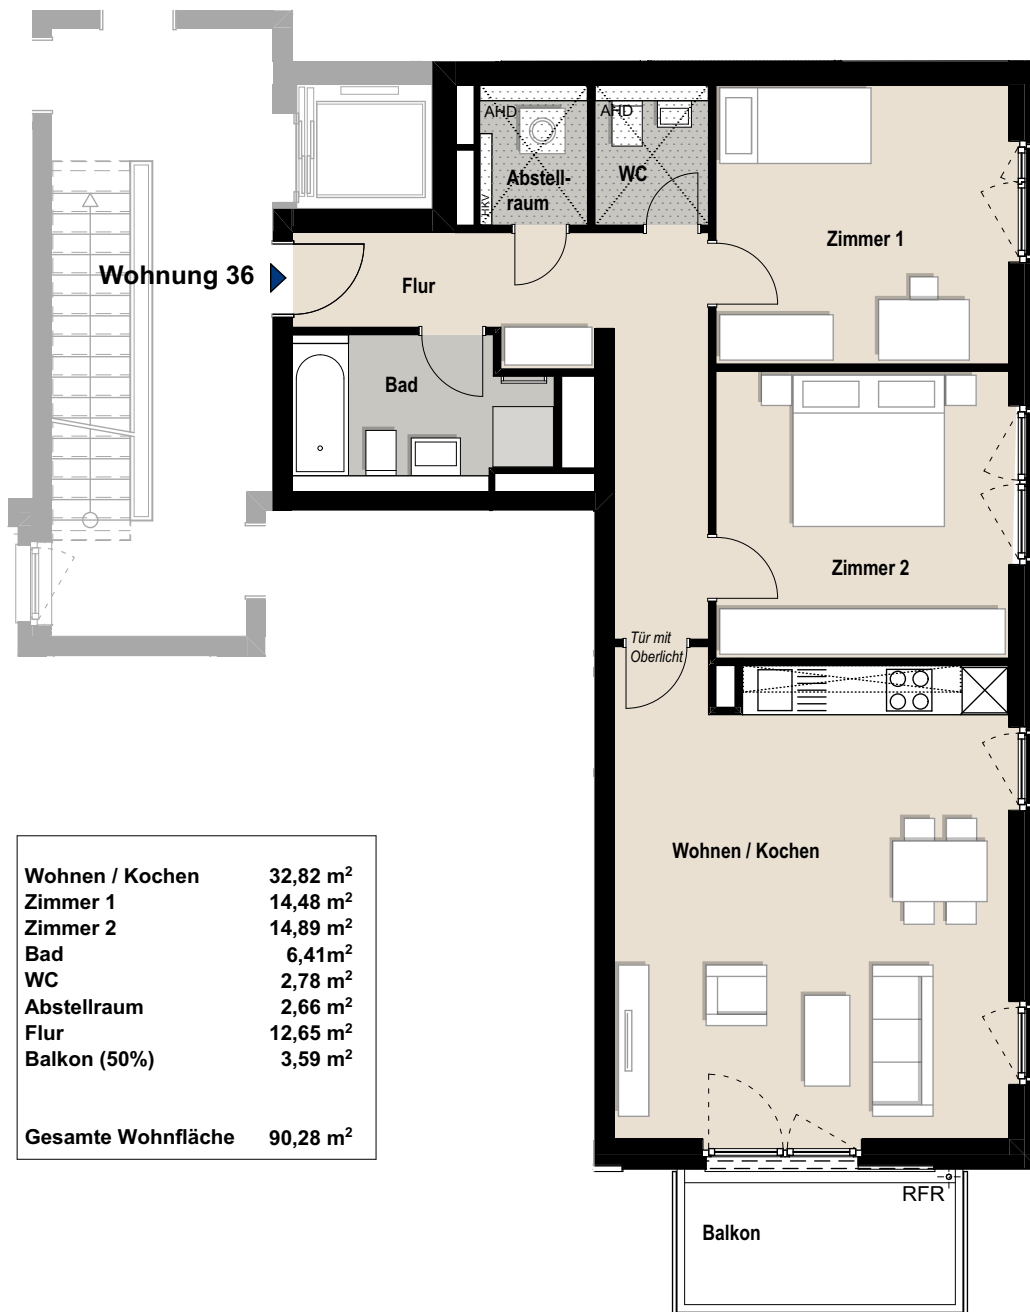 AHD
AHD
Abstell-
raum
WC
HKV
Zimmer 1
Wohnung 36
Flur
Bad
Zimmer 2
Tür mit
Oberlicht
Wohnen / Kochen
Wohnen / Kochen 32,82 m²
Zimmer 1 14,48 m²
Zimmer 2 14,89 m²
Bad 6,41m²
WC 2,78 m²
Abstellraum 2,66 m²
Flur 12,65 m²
Balkon (50%) 3,59 m²
Gesamte Wohnfläche 90,28 m²
RFR
Balkon